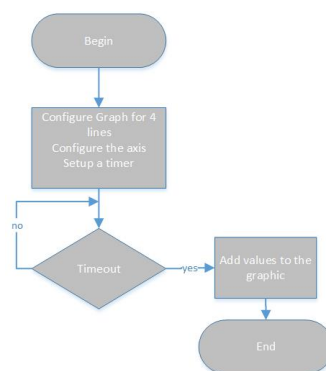 Begin
Configure Graph for 4
lines
Configure the axis
Setup a timer
no
Timeout
yes
Add values to the
graphic
End